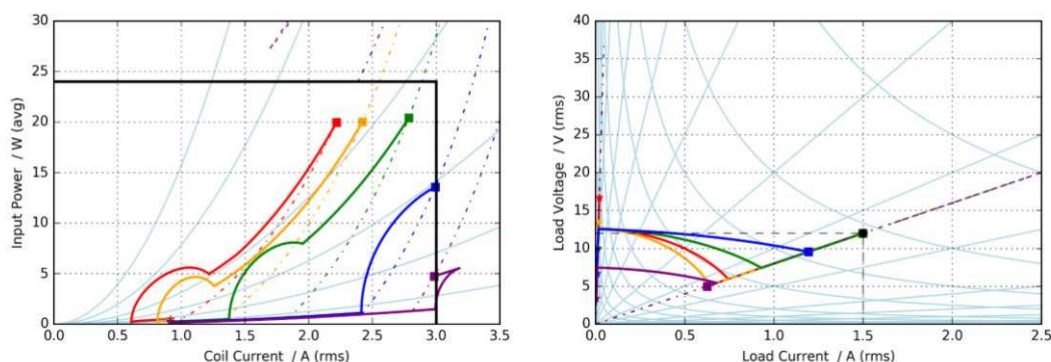 30
25
20
15
10
5
0
Input Power / W (avg)
0.0 0.5 1.0 1.5 2.0 2.5 3.0 3.5
Coil Current / A (rms)
40
35
30
25
20
15
10
5
0
Load Voltage / V (rms)
0.0 0.5 1.0 1.5 2.0 2.5
Load Current / A (rms)